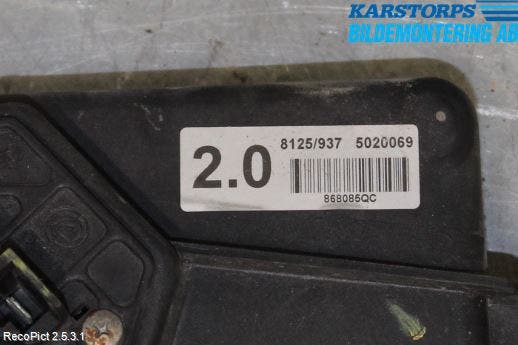 KARSTORPS
BILDEMONTERING AB
8125/937 5020069
2.0
868085QC
RecoPict 2.5.3.1